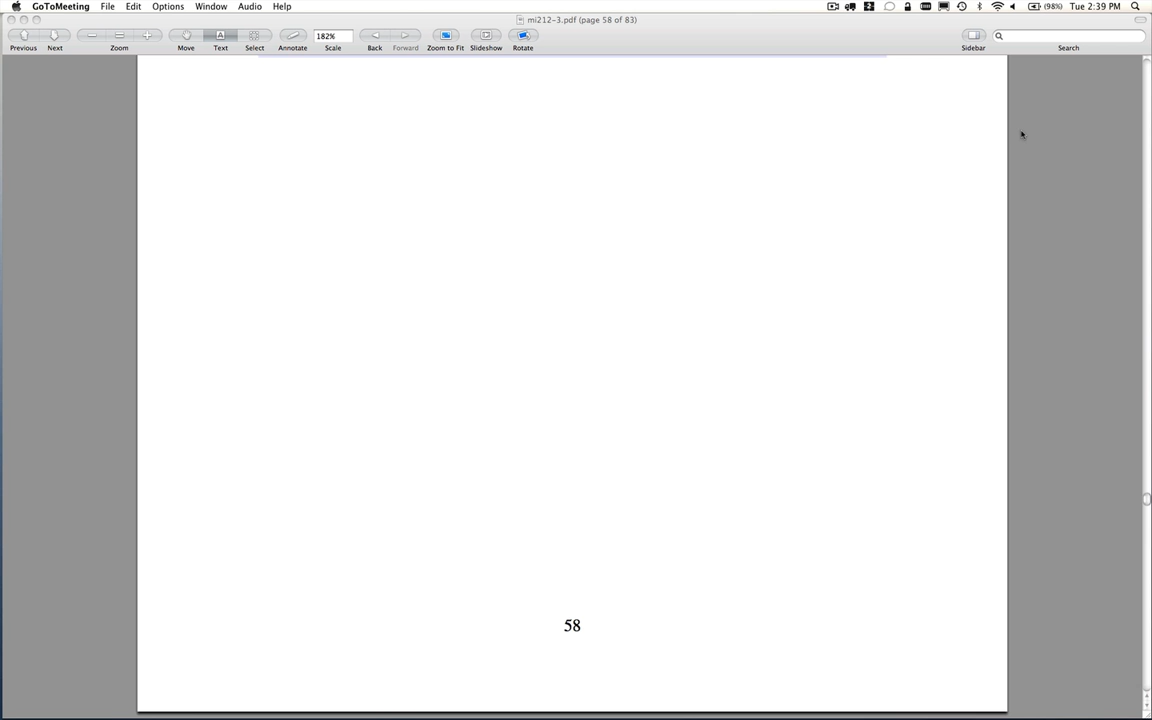 GoToMeeting File Edit Options Window Audio Help (98%) Tue 2:39 PM
mi212-3.pdf (page 58 of 83)
182%
Previous Next Zoom Move Text Select Annotate Scale Back Forward Zoom to Fit Slideshow Rotate Sidebar Search
58